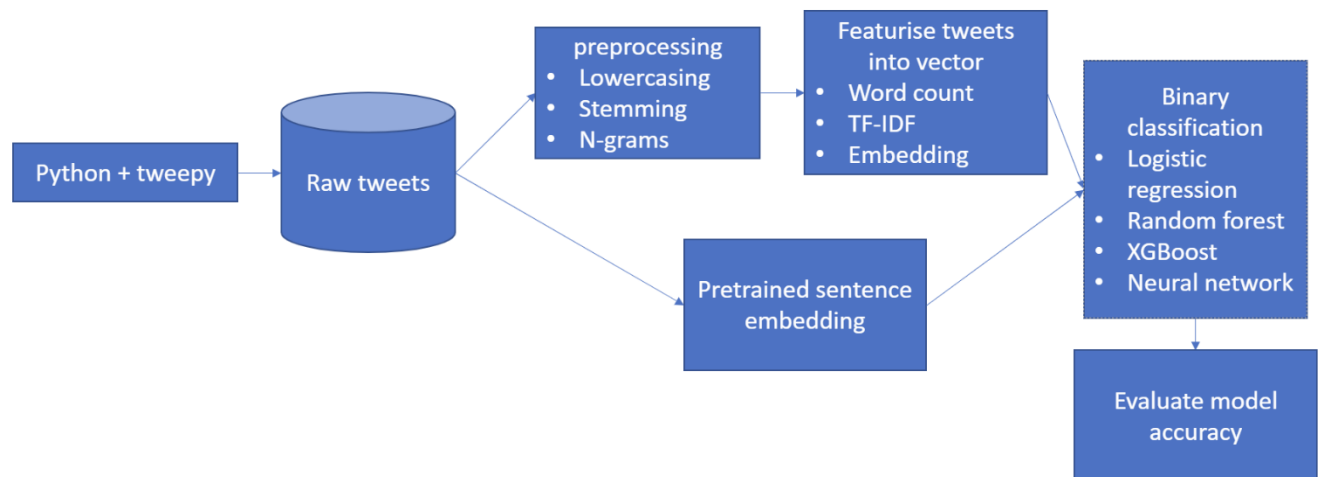 Python + tweepy
Raw tweets
preprocessing
• Lowercasing
• Stemming
• N-grams
Featurise tweets
into vector
• Word count
• TF-IDF
• Embedding
Pretrained sentence
embedding
Binary
classification
• Logistic
regression
• Random forest
• XGBoost
• Neural network
Evaluate model
accuracy